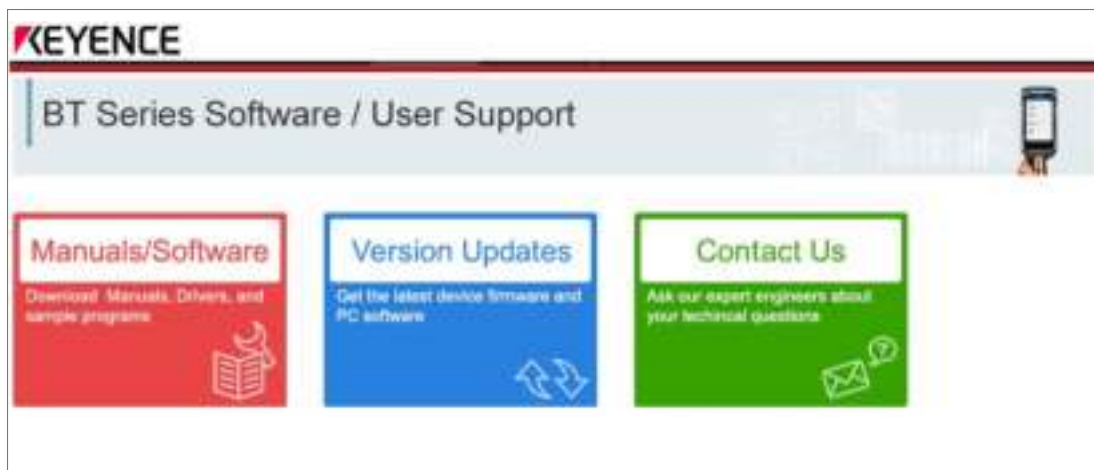 KEYENCE
BT Series Software / User Support
Manuals/Software
Download Manuals, Drivers, and
sample programs
Version Updates
Get the latest device firmware and
PC software
Contact Us
Ask our expert engineers about
your techincal questions